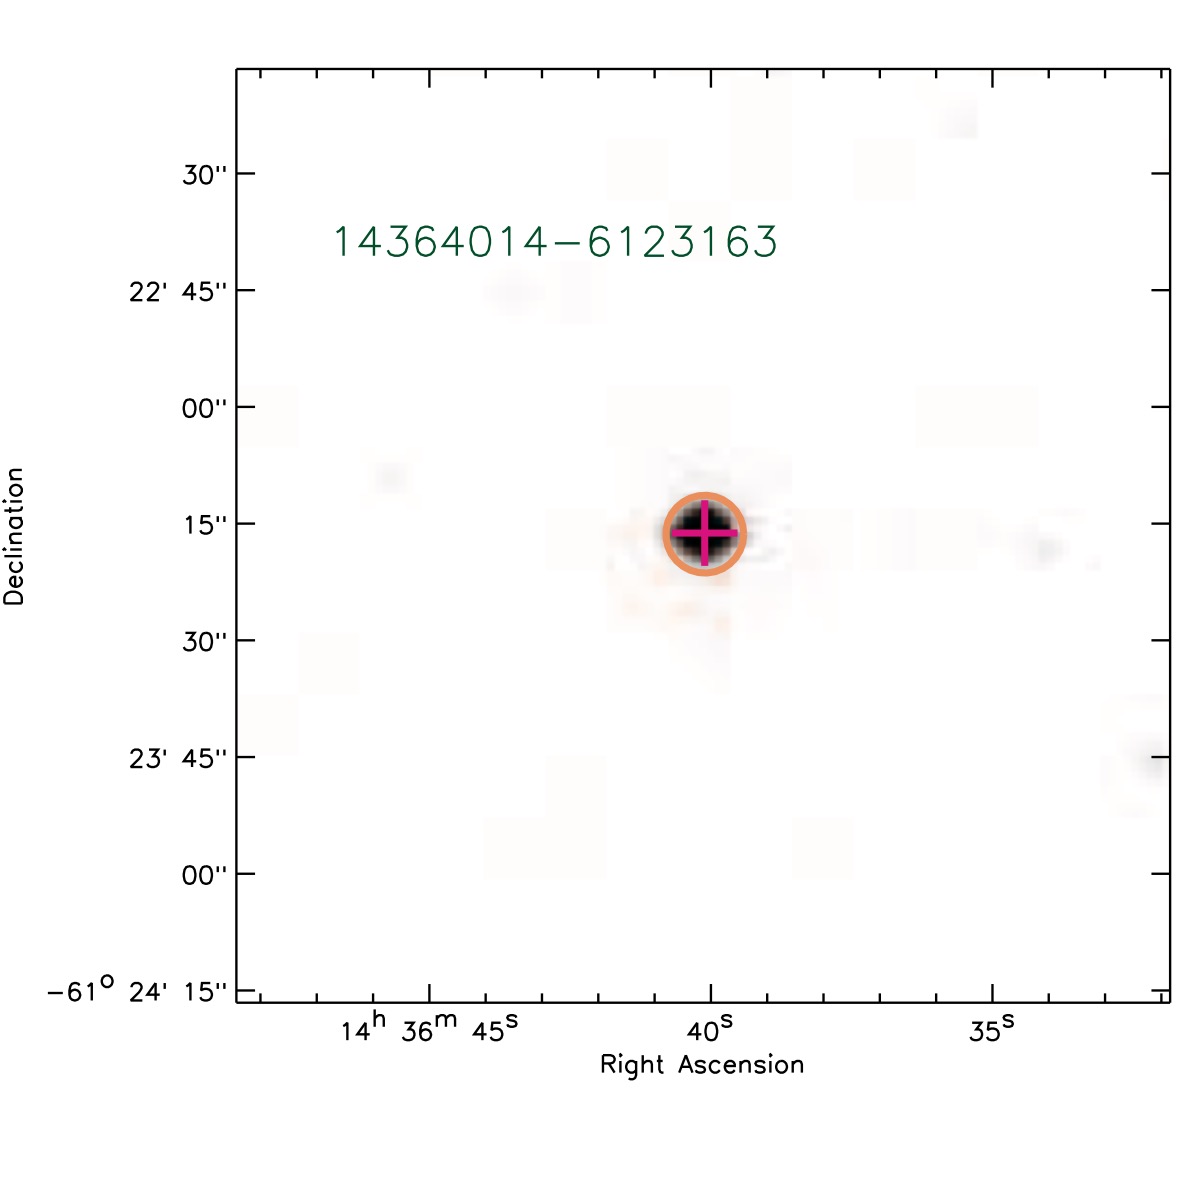 30"
14364014-6123163
22' 45"
00"
15"
30"
23' 45"
00"
-61° 24' 15"
14h 36m 45s 40s 35s
Right Ascension
Declination